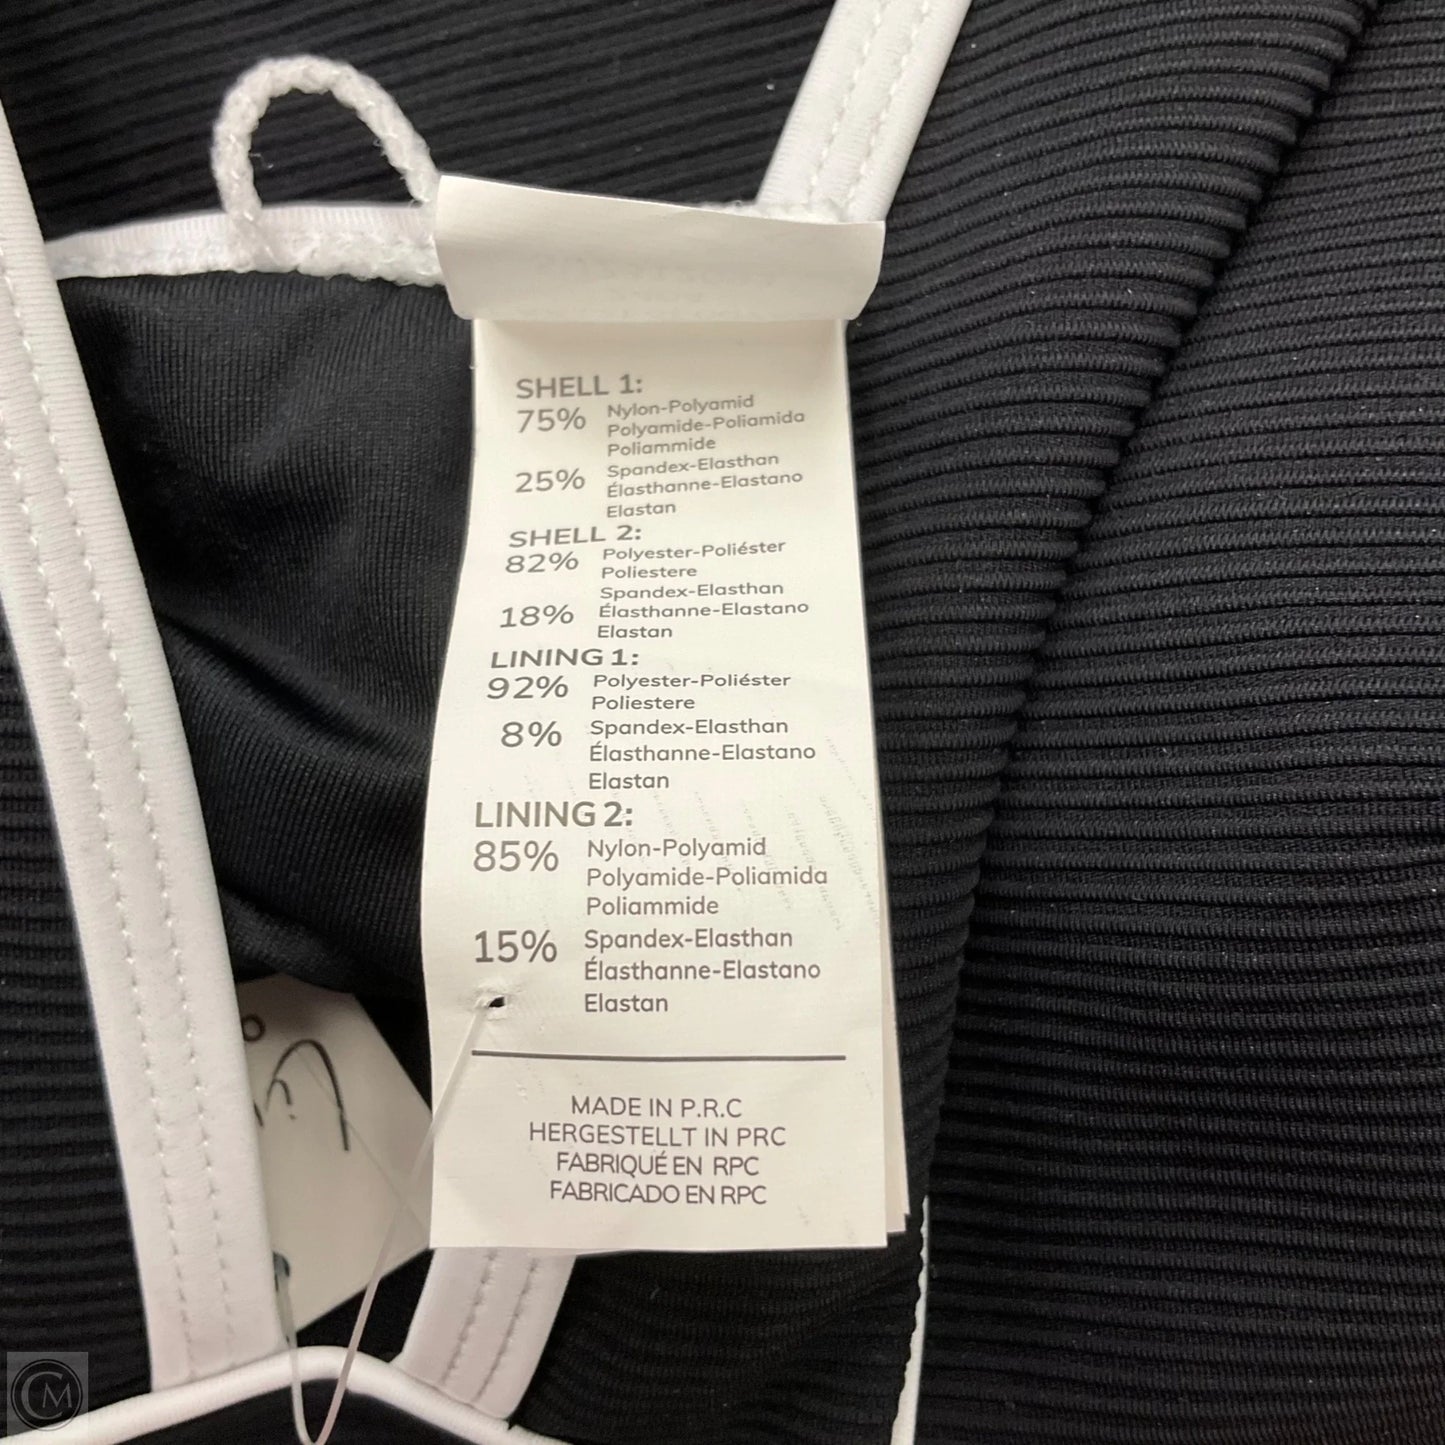 SHELL 1:
75% Nylon-Polyamid
Polyamide-Poliamida
Poliammide
25% Spandex-Elasthan
Élasthanne-Elastano
Elastan
SHELL 2:
82% Polyester-Poliéster
Poliestere
Spandex-Elasthan
18% Élasthanne-Elastano
Elastan
LINING 1:
92% Polyester-Poliéster
Poliestere
8% Spandex-Elasthan
Élasthanne-Elastano
Elastan
LINING 2:
85% Nylon-Polyamid
Polyamide-Poliamida
Poliammide
15% Spandex-Elasthan
Élasthanne-Elastano
Elastan
MADE IN P.R.C
HERGESTELLT IN PRC
FABRIQUÉ EN RPC
FABRICADO EN RPC
CM